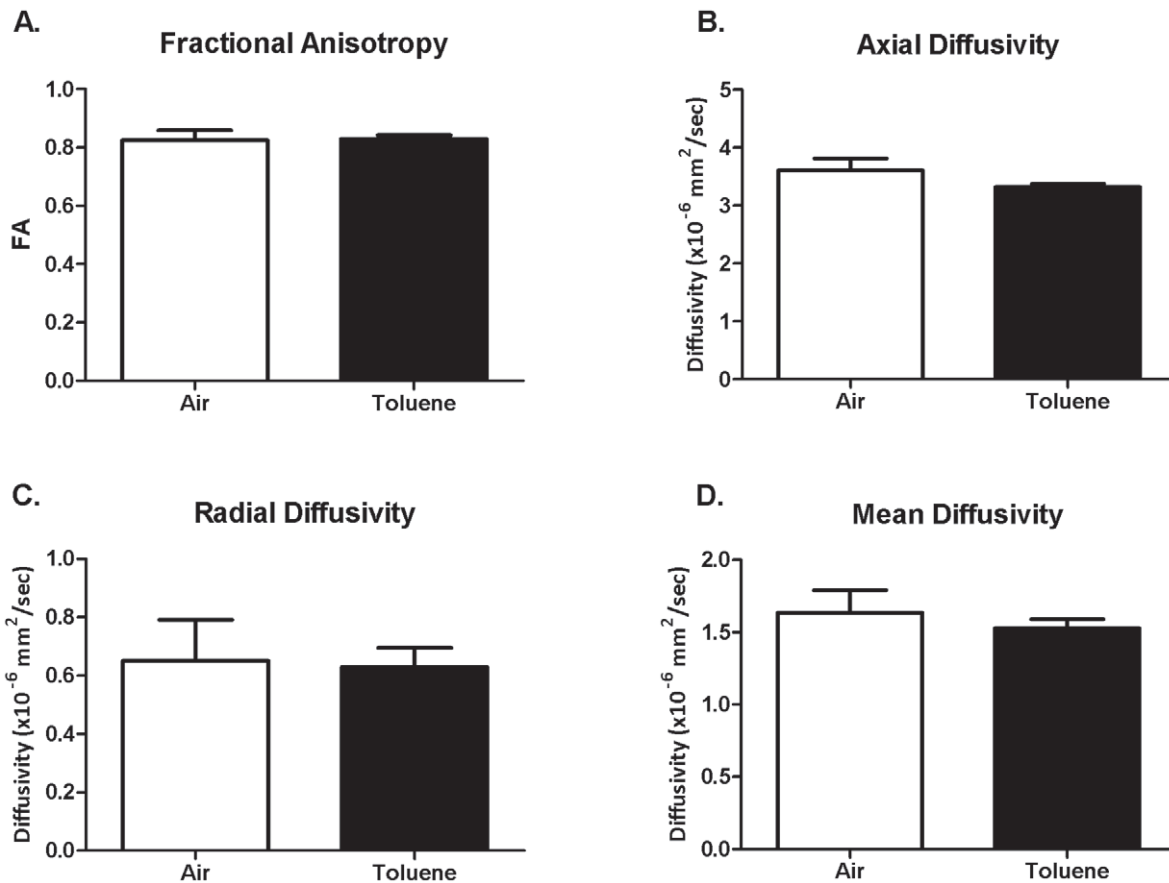 A.
Fractional Anisotropy
FA
1.0
0.8
0.6
0.4
0.2
0.0
Air
Toluene
B.
Axial Diffusivity
Diffusivity (x10⁻⁶ mm²/sec)
5
4
3
2
1
0
Air
Toluene
C.
Radial Diffusivity
Diffusivity (x10⁻⁶ mm²/sec)
1.0
0.8
0.6
0.4
0.2
0.0
Air
Toluene
D.
Mean Diffusivity
Diffusivity (x10⁻⁶ mm²/sec)
2.0
1.5
1.0
0.5
0.0
Air
Toluene